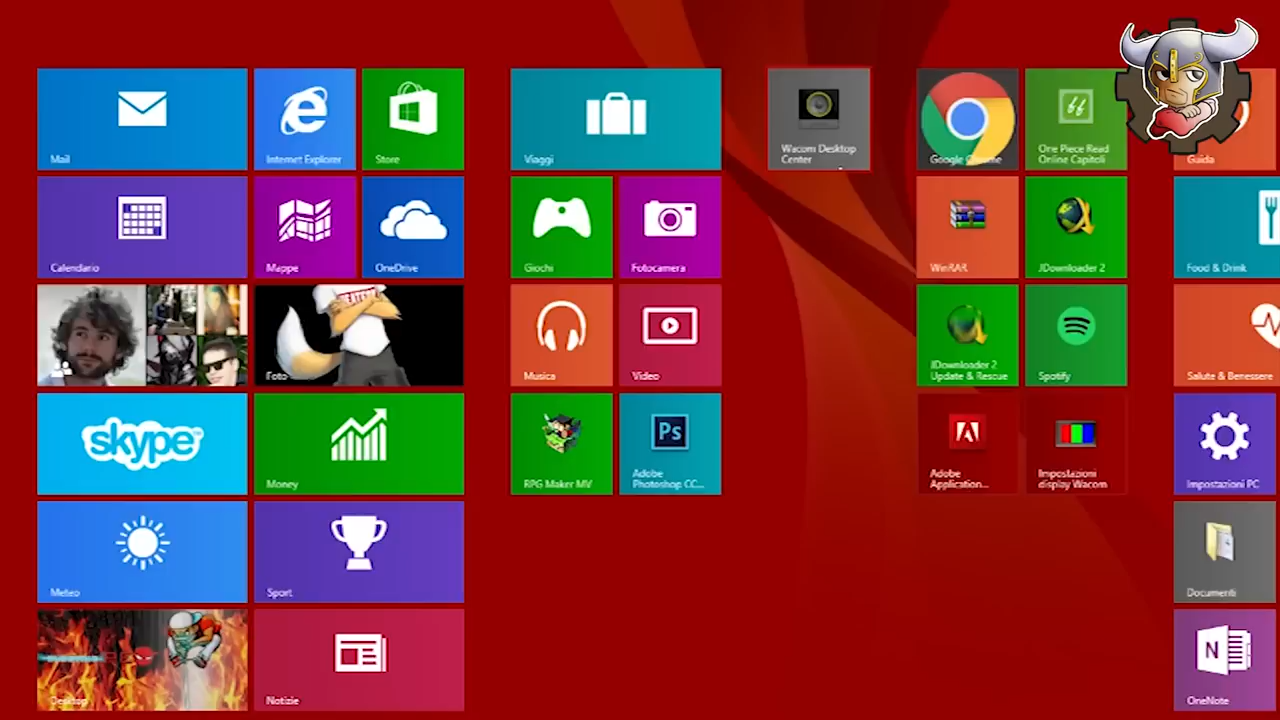 Mail
Internet Explorer
Store
Calendario
Mappe
OneDrive
Foto
skype
Money
Meteo
Sport
Desktop
Notizie
Viaggi
Giochi
Fotocamera
Musica
Video
RPG Maker MV
Ps
Adobe
Photoshop CC...
Wacom Desktop
Center
Google Chrome
One Piece Read
Online Capitoli
WinRAR
JDownloader 2
JDownloader 2
Update & Rescue
Spotify
Adobe
Application...
Impostazioni
display Wacom
Guida
Food & Drink
Salute & Benessere
Impostazioni PC
Documenti
N
OneNote